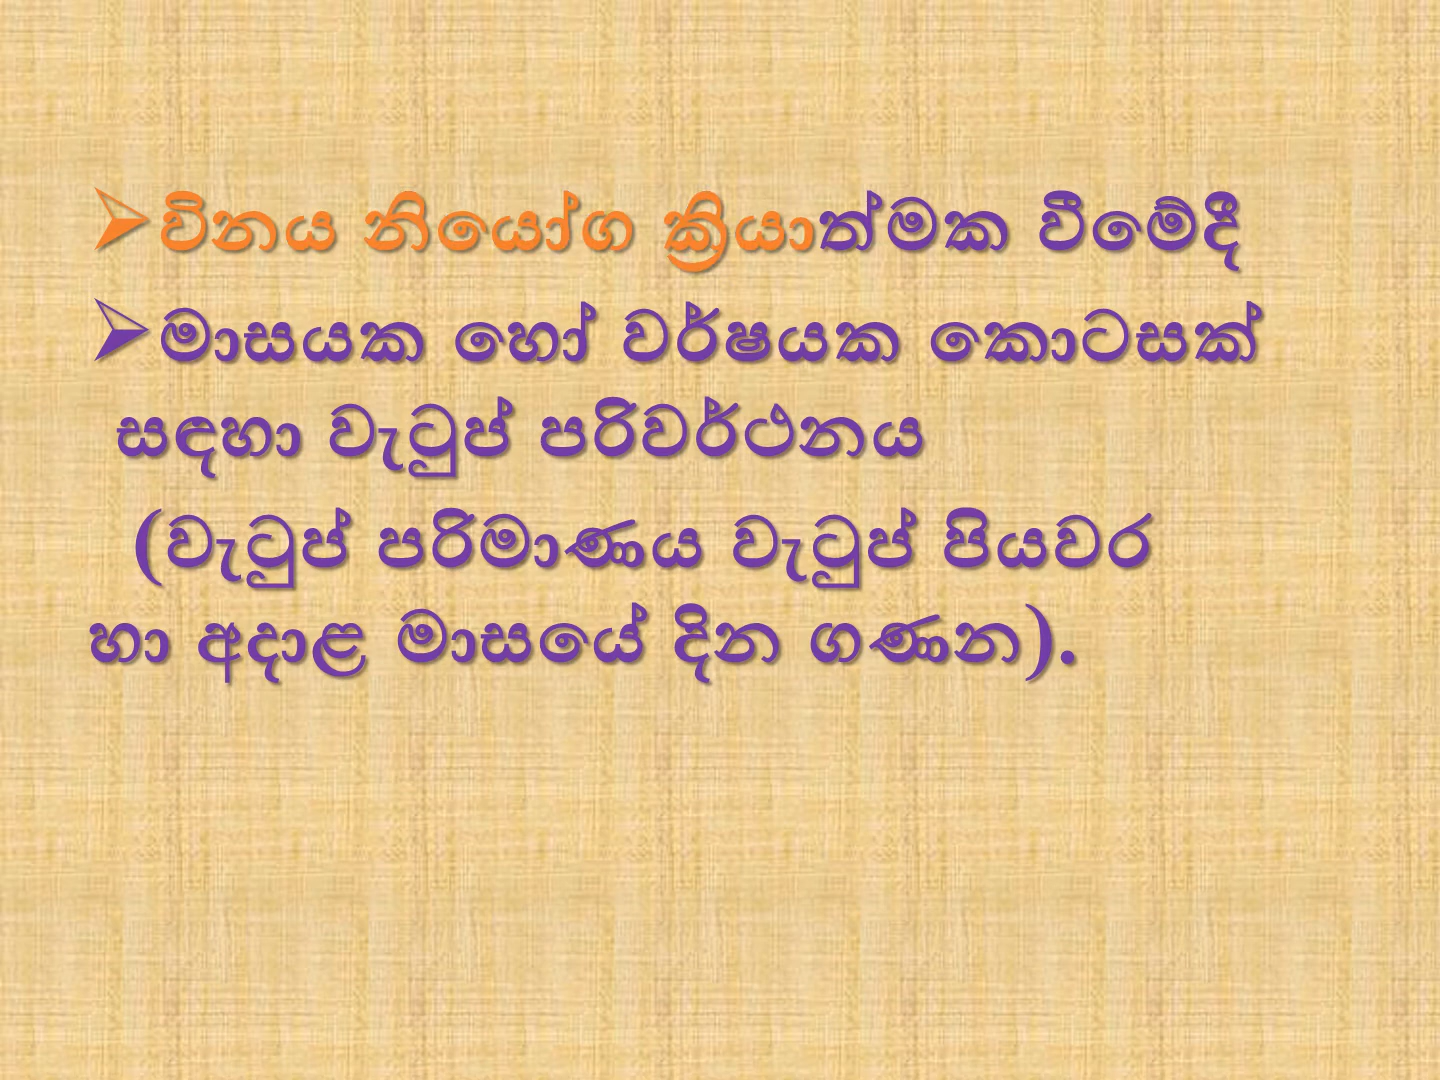 ➢විනය නියෝග ක්‍රියාත්මක වීමේදී
➢මාසයක හෝ වර්ෂයක කොටසක්
සඳහා වැටුප් පරිවර්ථනය
(වැටුප් පරිමාණය වැටුප් පියවර
හා අදාළ මාසයේ දින ගණන).